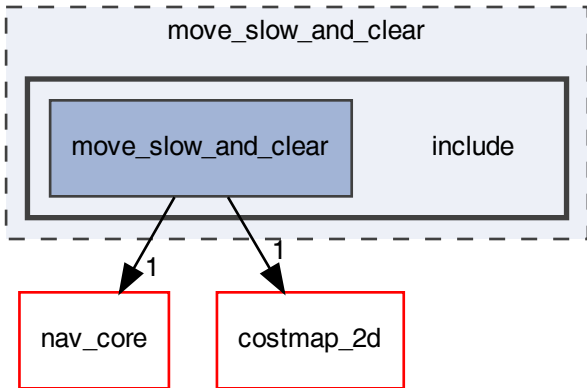 move_slow_and_clear
move_slow_and_clear
include
1
1
nav_core
costmap_2d